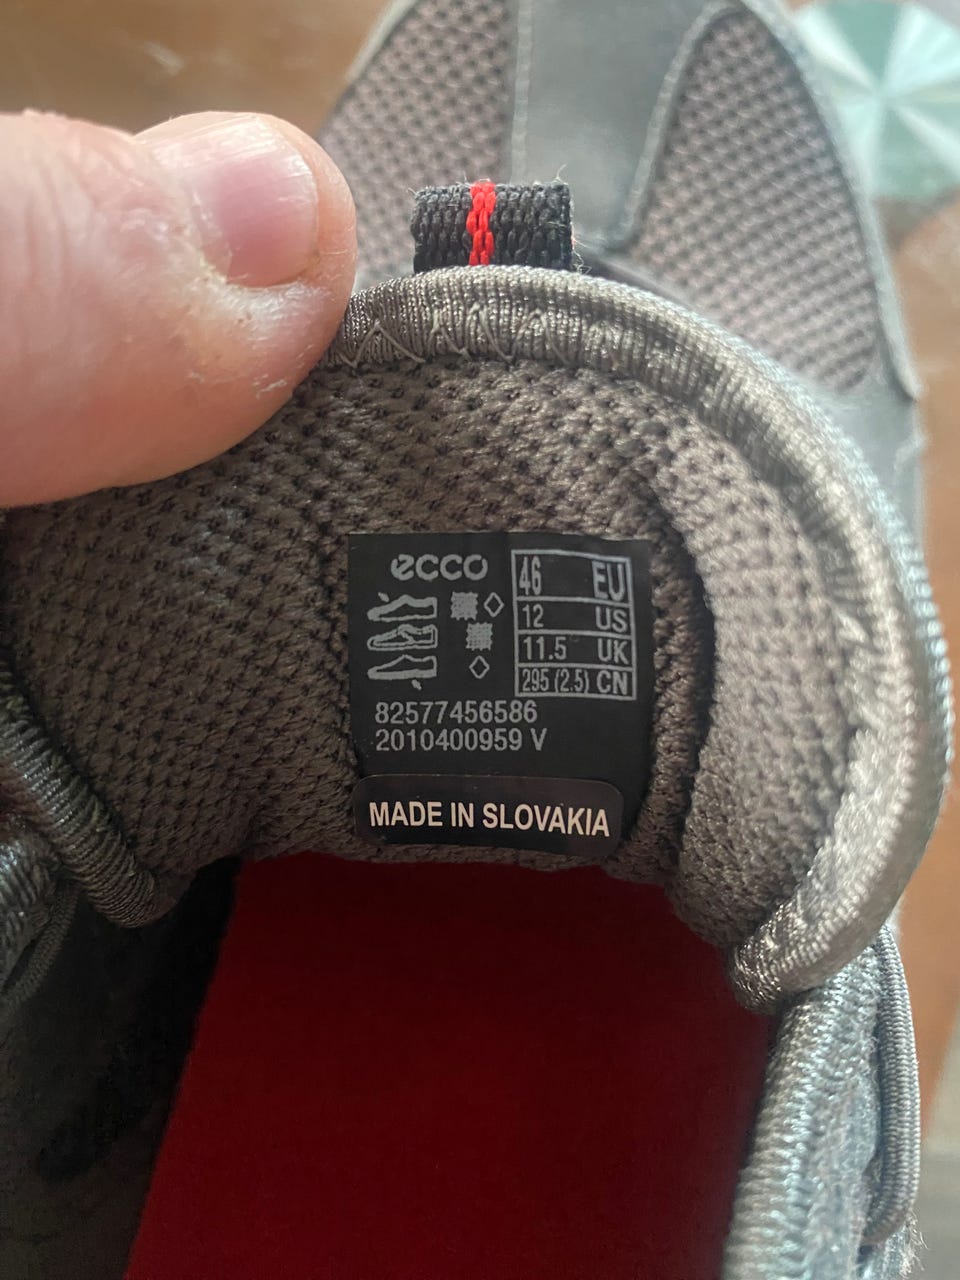 ecco
46 EU
12 US
11.5 UK
295 (2.5) CN
82577456586
2010400959 V
MADE IN SLOVAKIA